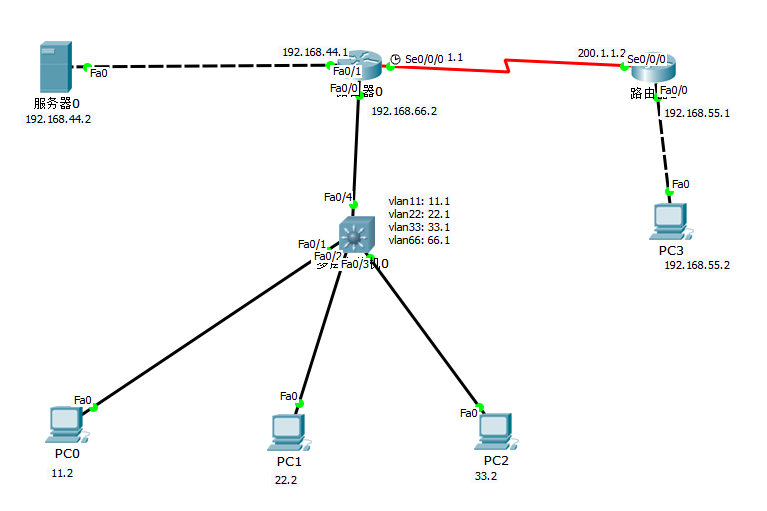 192.168.44.1
Se0/0/0 1.1
200.1.1.2
Se0/0/0
Fa0
Fa0/1
Fa0/0
Fa0/0
服务器0
192.168.44.2
器0
路由
192.168.66.2
192.168.55.1
Fa0/4
Fa0
vlan11: 11.1
vlan22: 22.1
vlan33: 33.1
vlan66: 66.1
Fa0/1
Fa0/2
Fa0/3
机0
PC3
192.168.55.2
Fa0
Fa0
Fa0
PC0
PC1
PC2
11.2
22.2
33.2